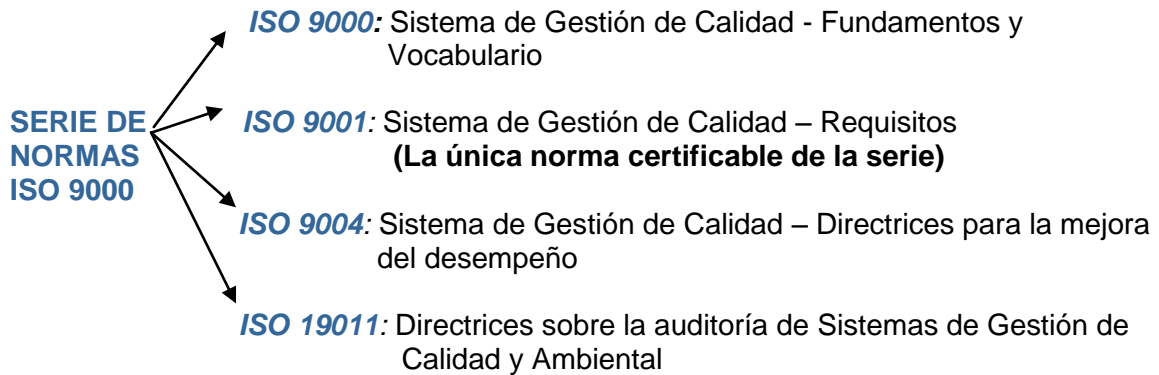 ISO 9000: Sistema de Gestión de Calidad - Fundamentos y
Vocabulario
SERIE DE
NORMAS
ISO 9000
ISO 9001: Sistema de Gestión de Calidad – Requisitos
(La única norma certificable de la serie)
ISO 9004: Sistema de Gestión de Calidad – Directrices para la mejora
del desempeño
ISO 19011: Directrices sobre la auditoría de Sistemas de Gestión de
Calidad y Ambiental